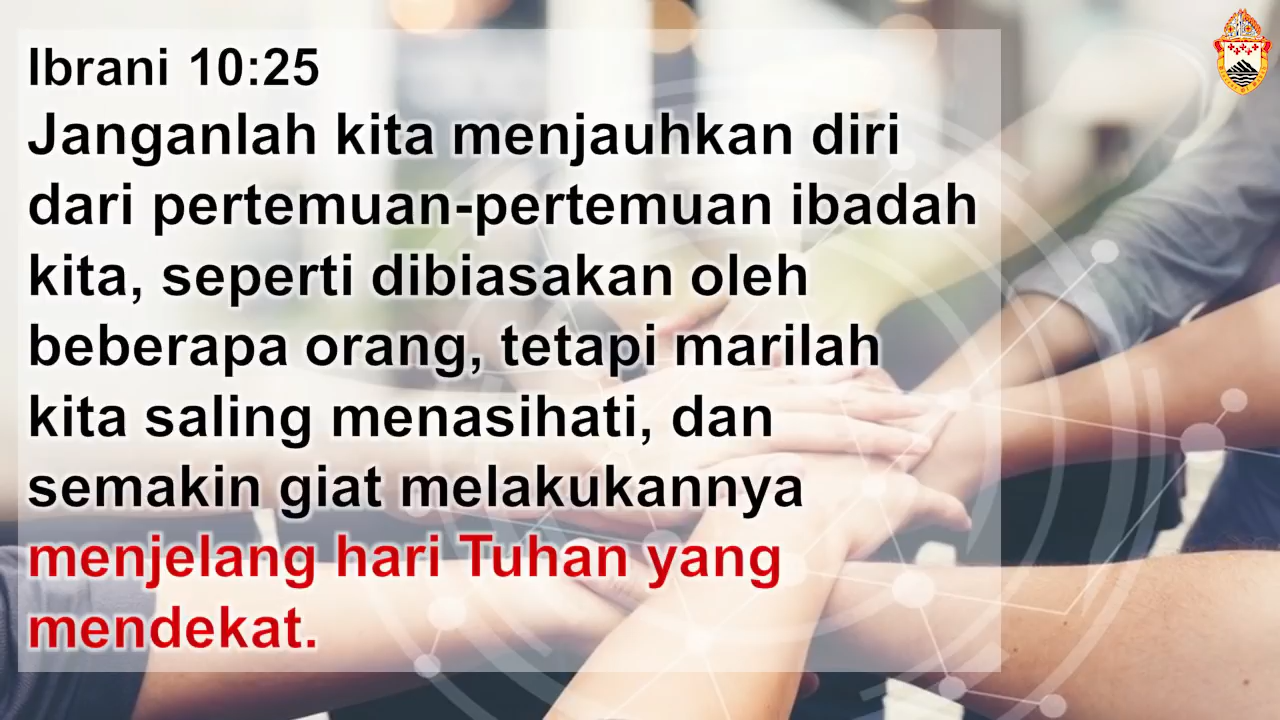 Ibrani 10:25
Janganlah kita menjauhkan diri
dari pertemuan-pertemuan ibadah
kita, seperti dibiasakan oleh
beberapa orang, tetapi marilah
kita saling menasihati, dan
semakin giat melakukannya
menjelang hari Tuhan yang
mendekat.